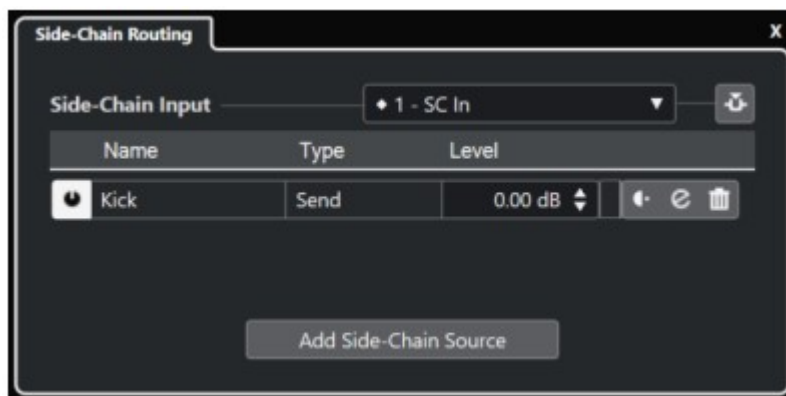 Side-Chain Routing X
Side-Chain Input 1 - SC In
Name Type Level
Kick Send 0.00 dB
Add Side-Chain Source